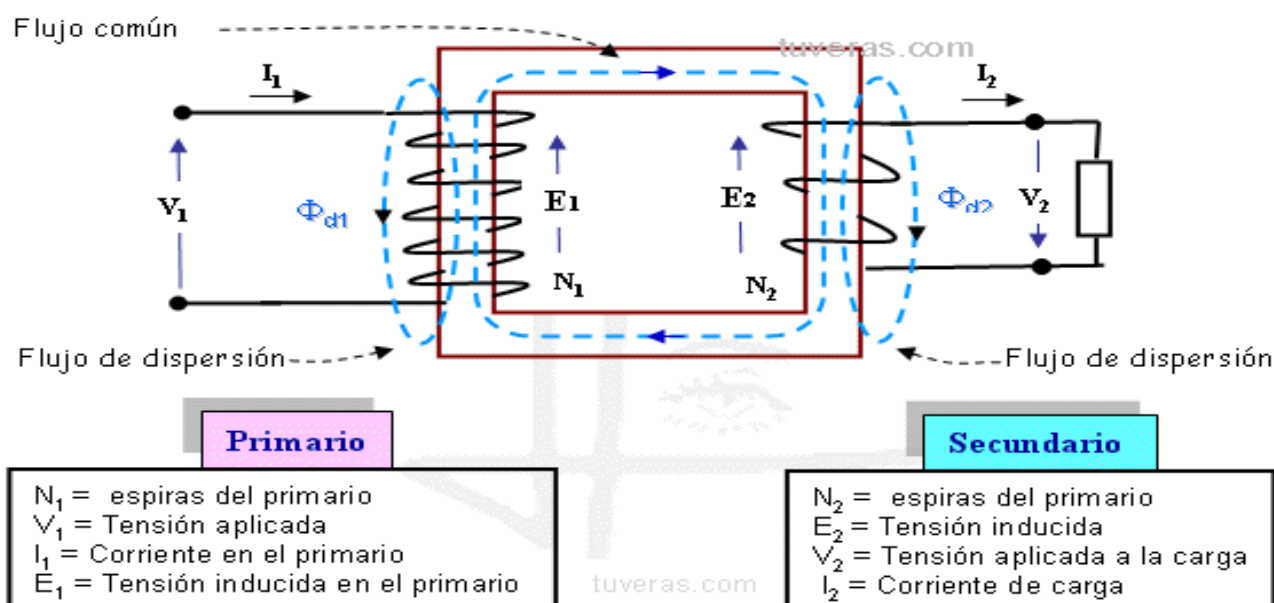 Flujo común
tuveras.com
I₁
I₂
V₁
Φd1
E1
E2
Φd2
V₂
N₁
N₂
Flujo de dispersión
Flujo de dispersión
Primario
N₁ = espiras del primario
V₁ = Tensión aplicada
I₁ = Corriente en el primario
E₁ = Tensión inducida en el primario
tuveras.com
Secundario
N₂ = espiras del primario
E₂ = Tensión inducida
V₂ = Tensión aplicada a la carga
I₂ = Corriente de carga